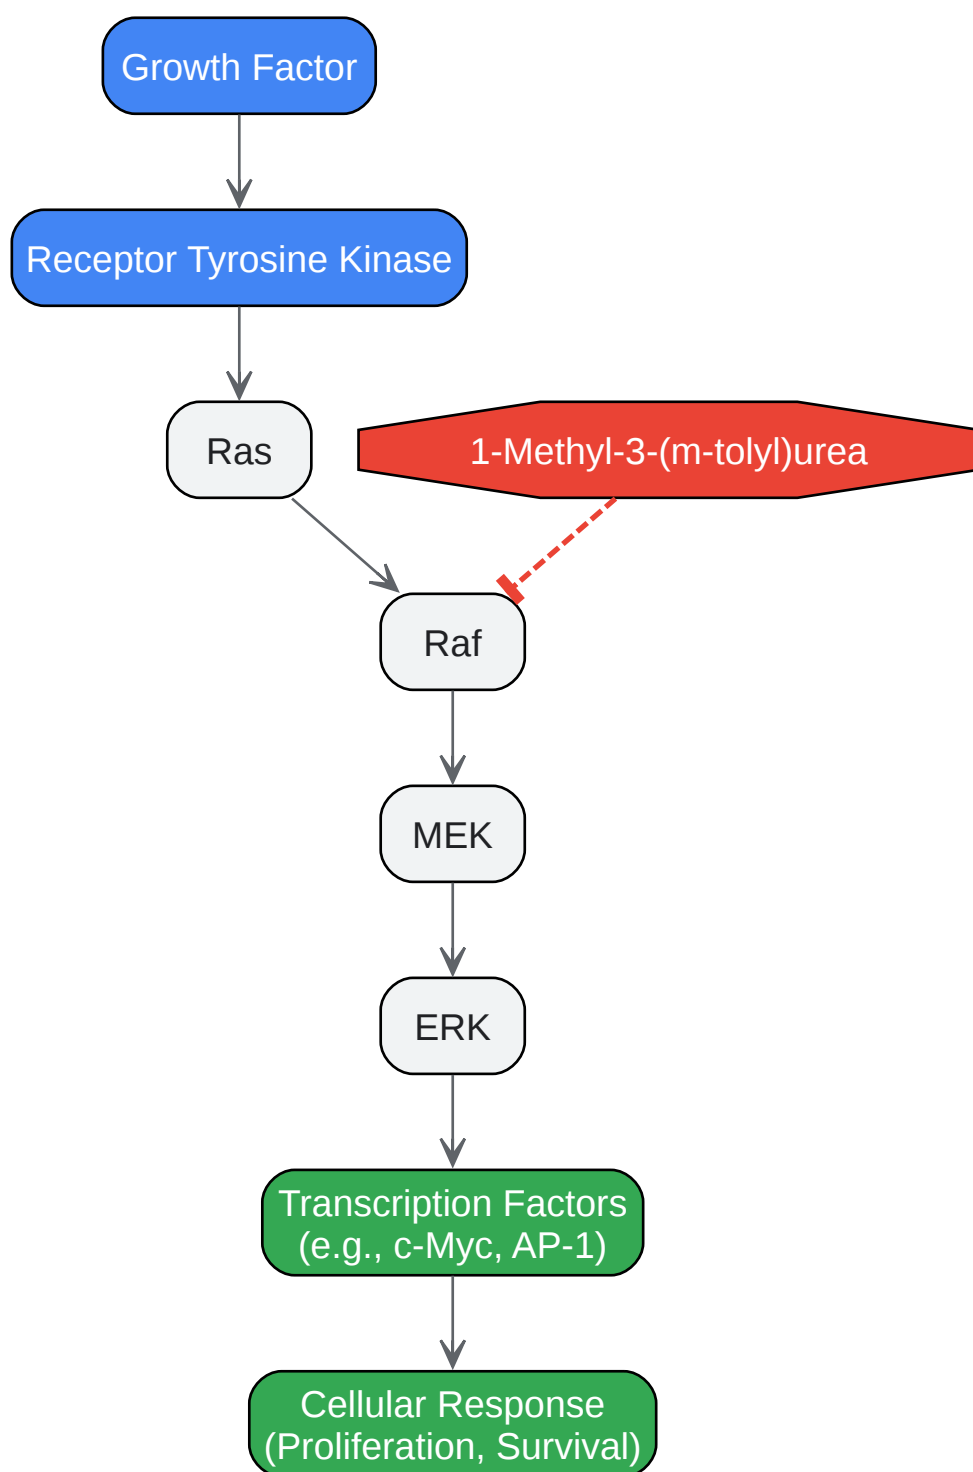 Growth Factor
Receptor Tyrosine Kinase
Ras
1-Methyl-3-(m-tolyl)urea
Raf
MEK
ERK
Transcription Factors
(e.g., c-Myc, AP-1)
Cellular Response
(Proliferation, Survival)